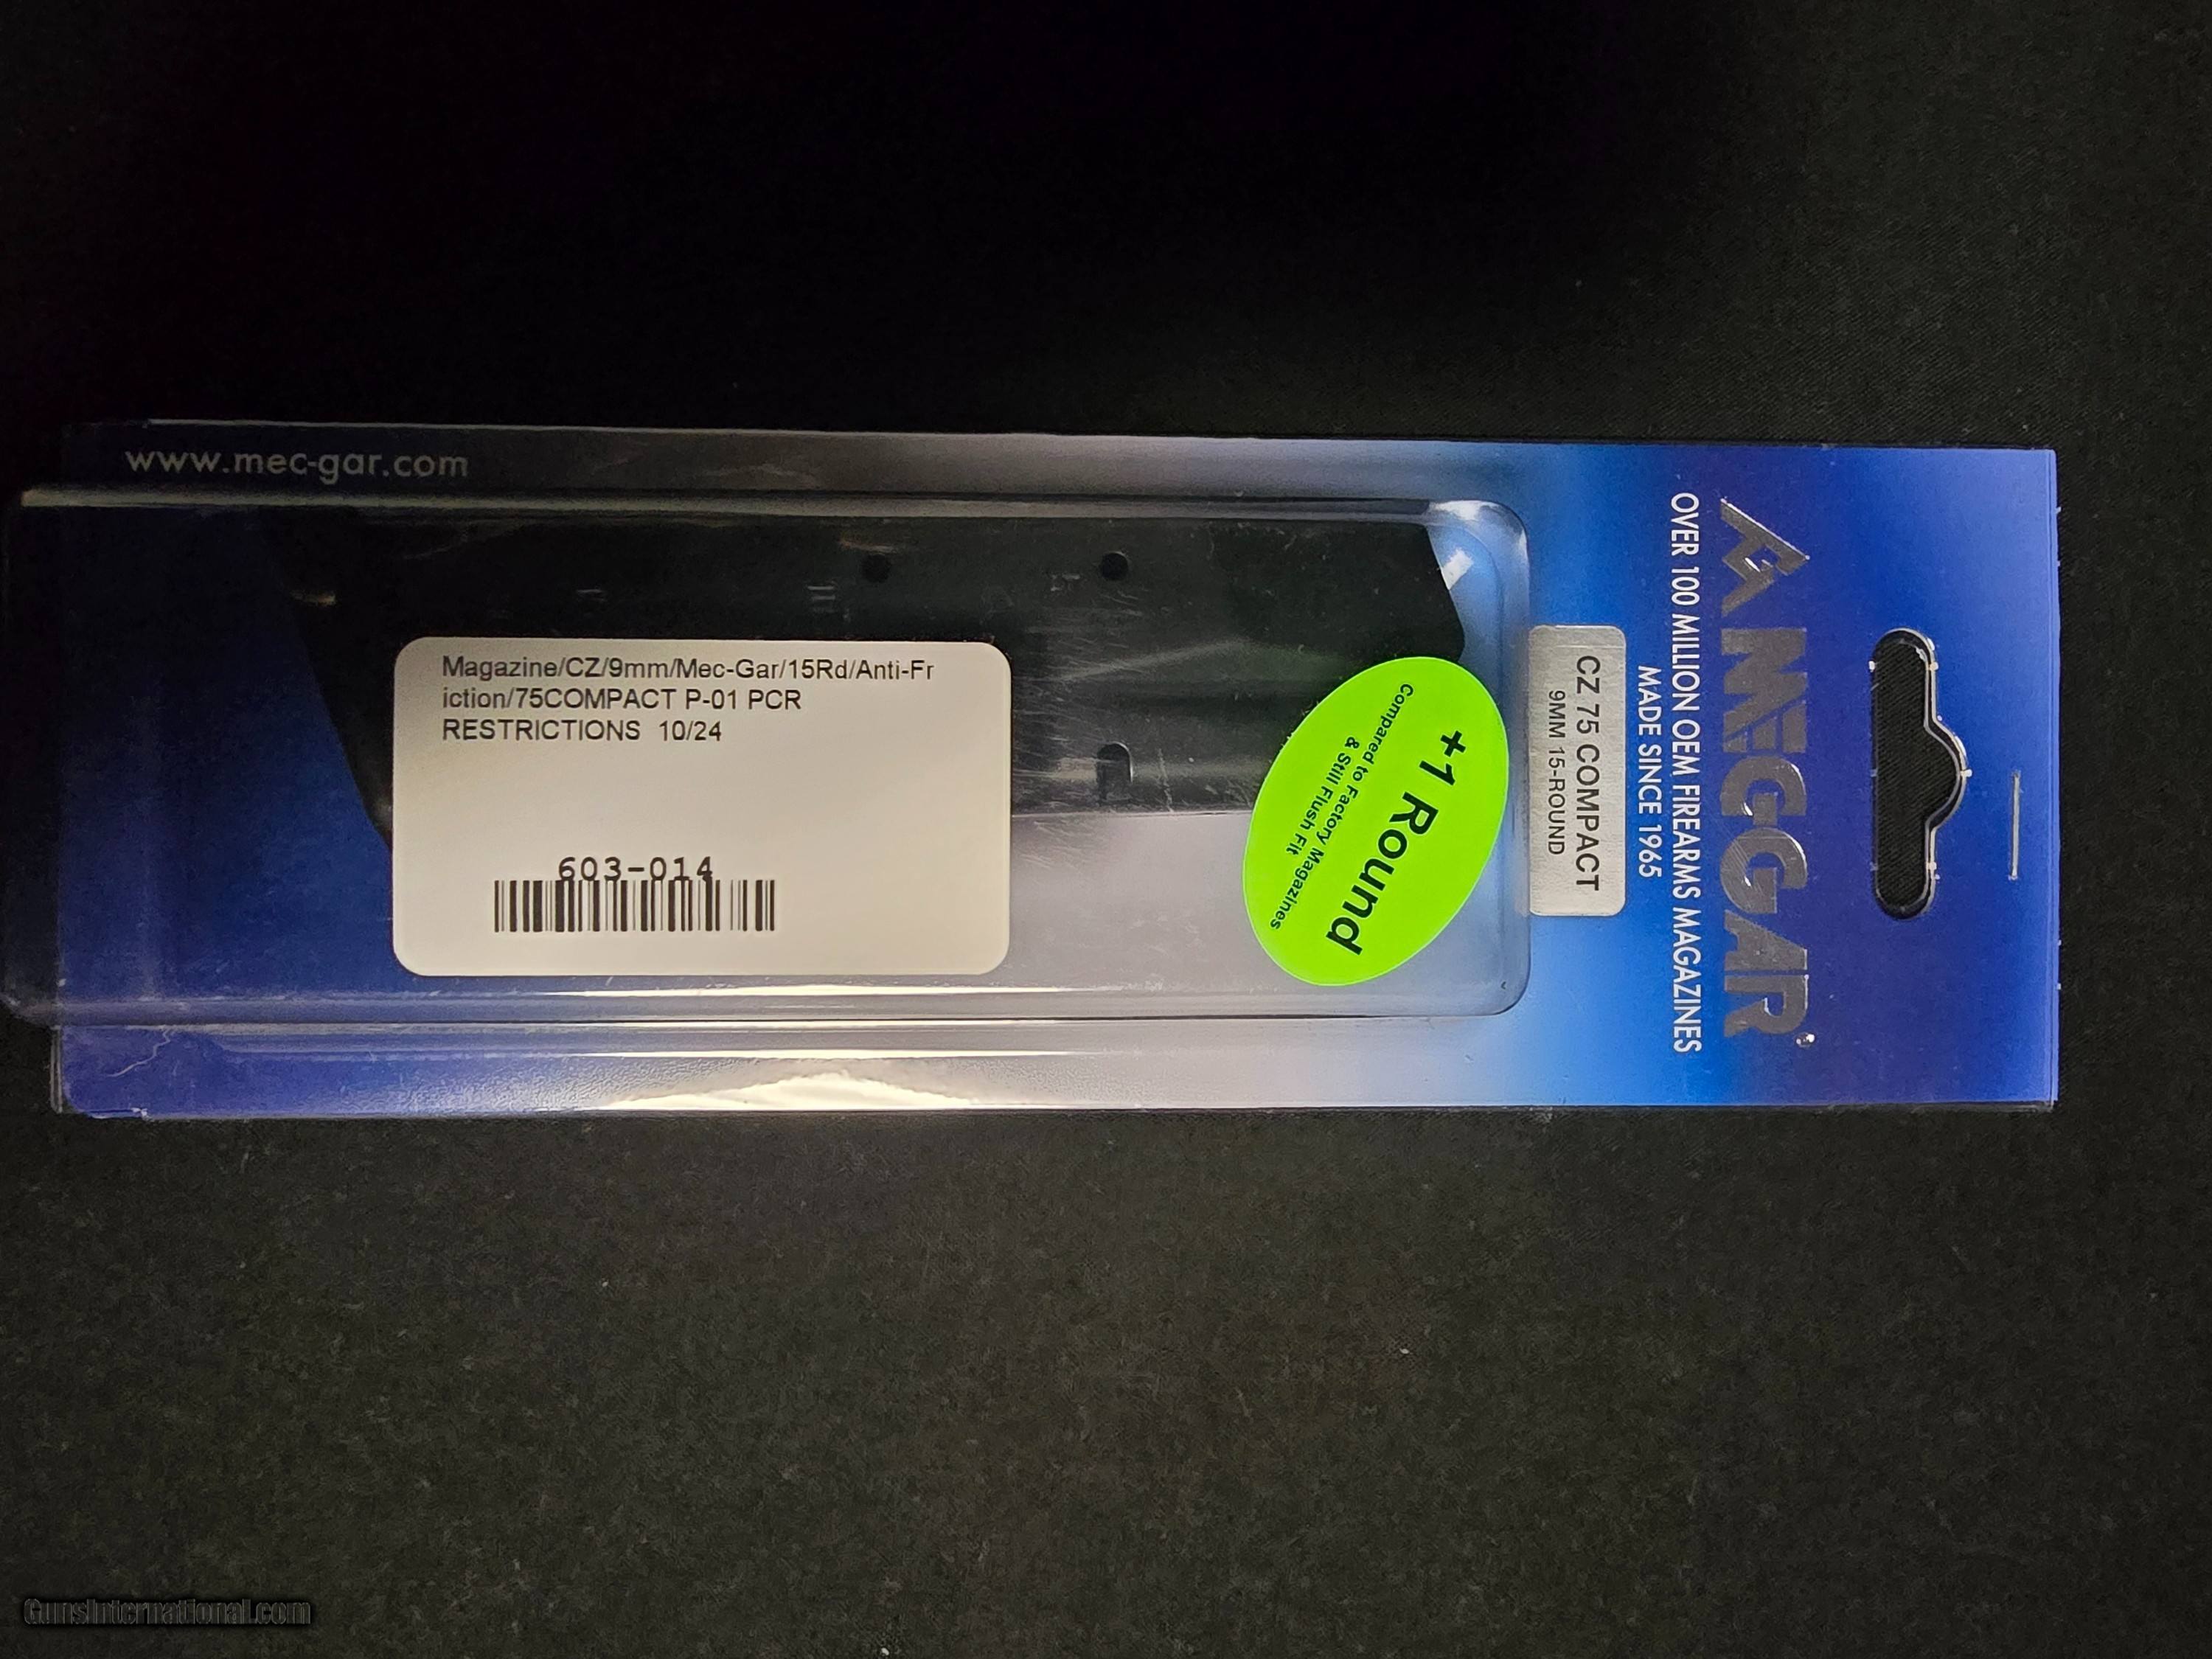 www.mec-gar.com
MEC-GAR®
OVER 100 MILLION OEM FIREARMS MAGAZINES
MADE SINCE 1965
CZ 75 COMPACT
9MM 15-ROUND
+1 Round
Compared to Factory Magazines
& Still Flush Fit
Magazine/CZ/9mm/Mec-Gar/15Rd/Anti-Fr
iction/75COMPACT P-01 PCR
RESTRICTIONS 10/24
603-014
GunsInternational.com